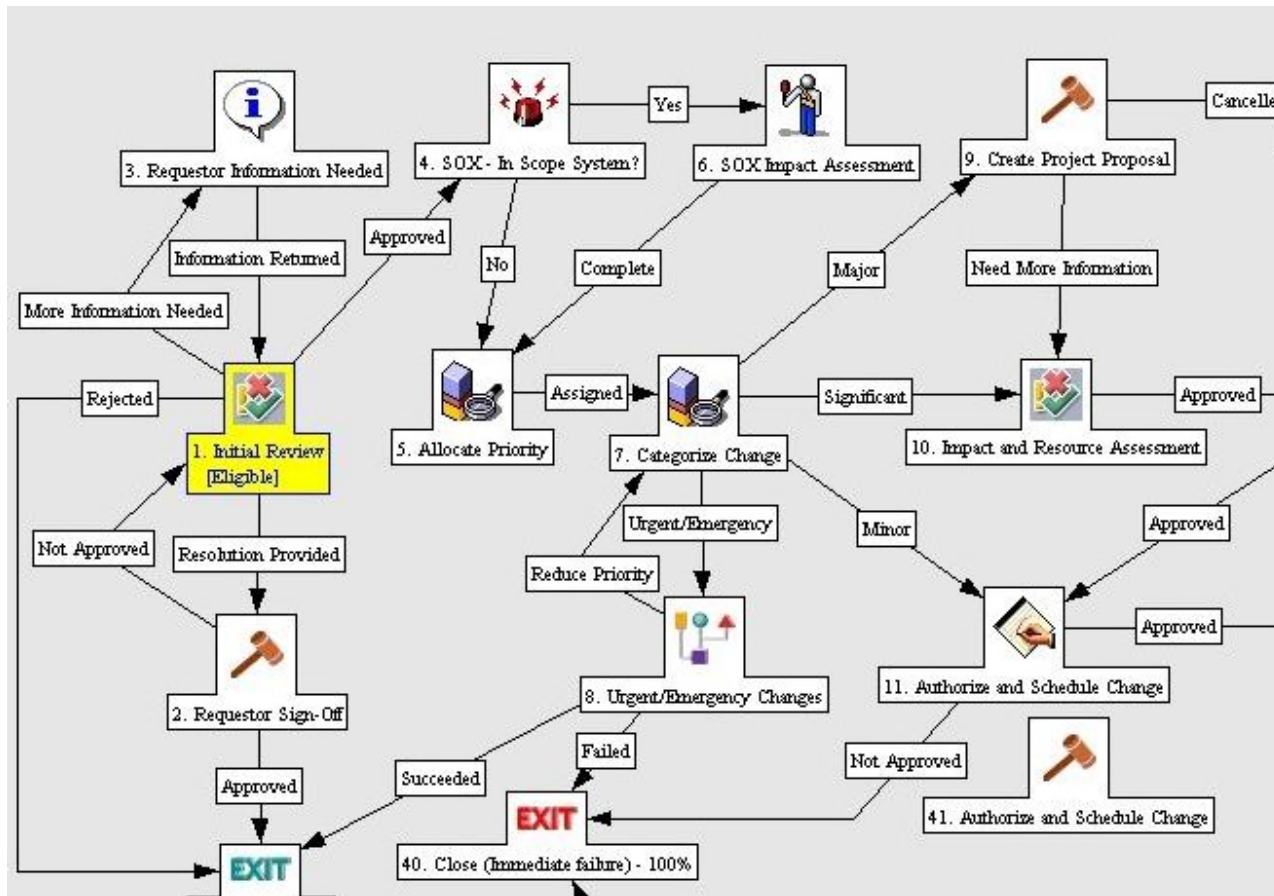 Yes
Cancelle
3. Requestor Information Needed
4. SOX - In Scope System?
6. SOX Impact Assessment
9. Create Project Proposal
Approved
Information Returned
No
Complete
Major
Need More Information
More Information Needed
Rejected
Assigned
Significant
Approved
1. Initial Review
[Eligible]
5. Allocate Priority
7. Categorize Change
10. Impact and Resource Assessment
Not Approved
Resolution Provided
Urgent/Emergency
Minor
Approved
Reduce Priority
Approved
2. Requestor Sign-Off
8. Urgent/Emergency Changes
11. Authorize and Schedule Change
Failed
Not Approved
Succeeded
Approved
EXIT
41. Authorize and Schedule Change
EXIT
40. Close (Immediate failure) - 100%